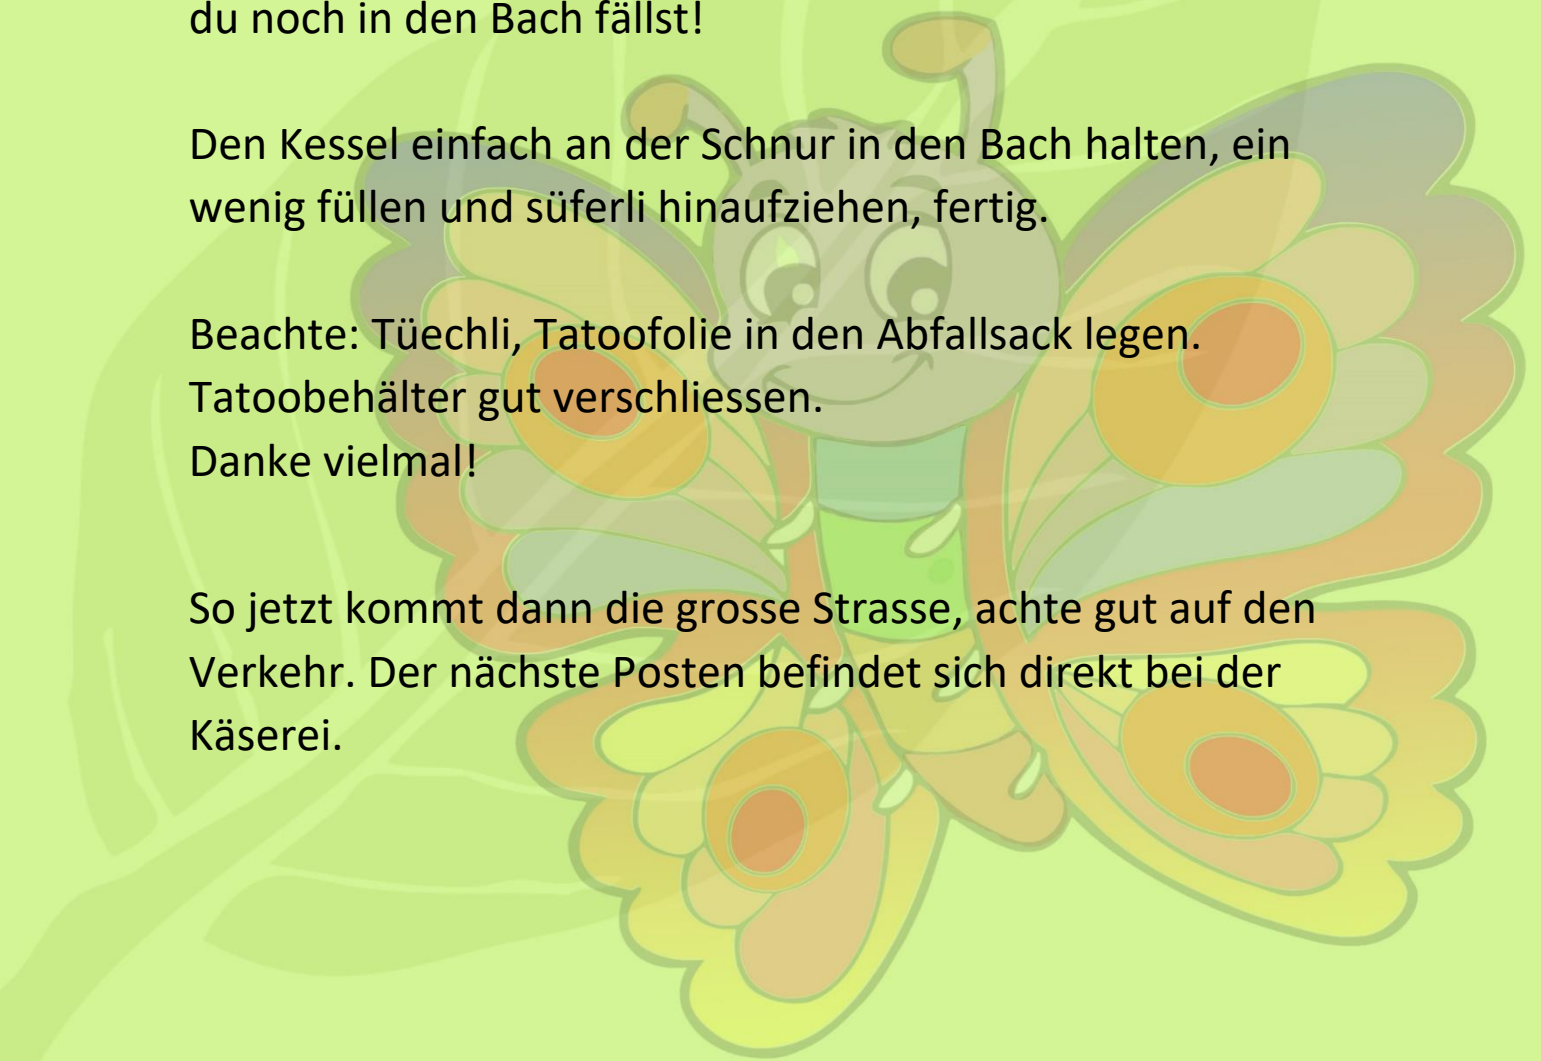 du noch in den Bach fällst!
Den Kessel einfach an der Schnur in den Bach halten, ein
wenig füllen und süferli hinaufziehen, fertig.
Beachte: Tüechli, Tatoofolie in den Abfallsack legen.
Tatoobehälter gut verschliessen.
Danke vielmal!
So jetzt kommt dann die grosse Strasse, achte gut auf den
Verkehr. Der nächste Posten befindet sich direkt bei der
Käserei.